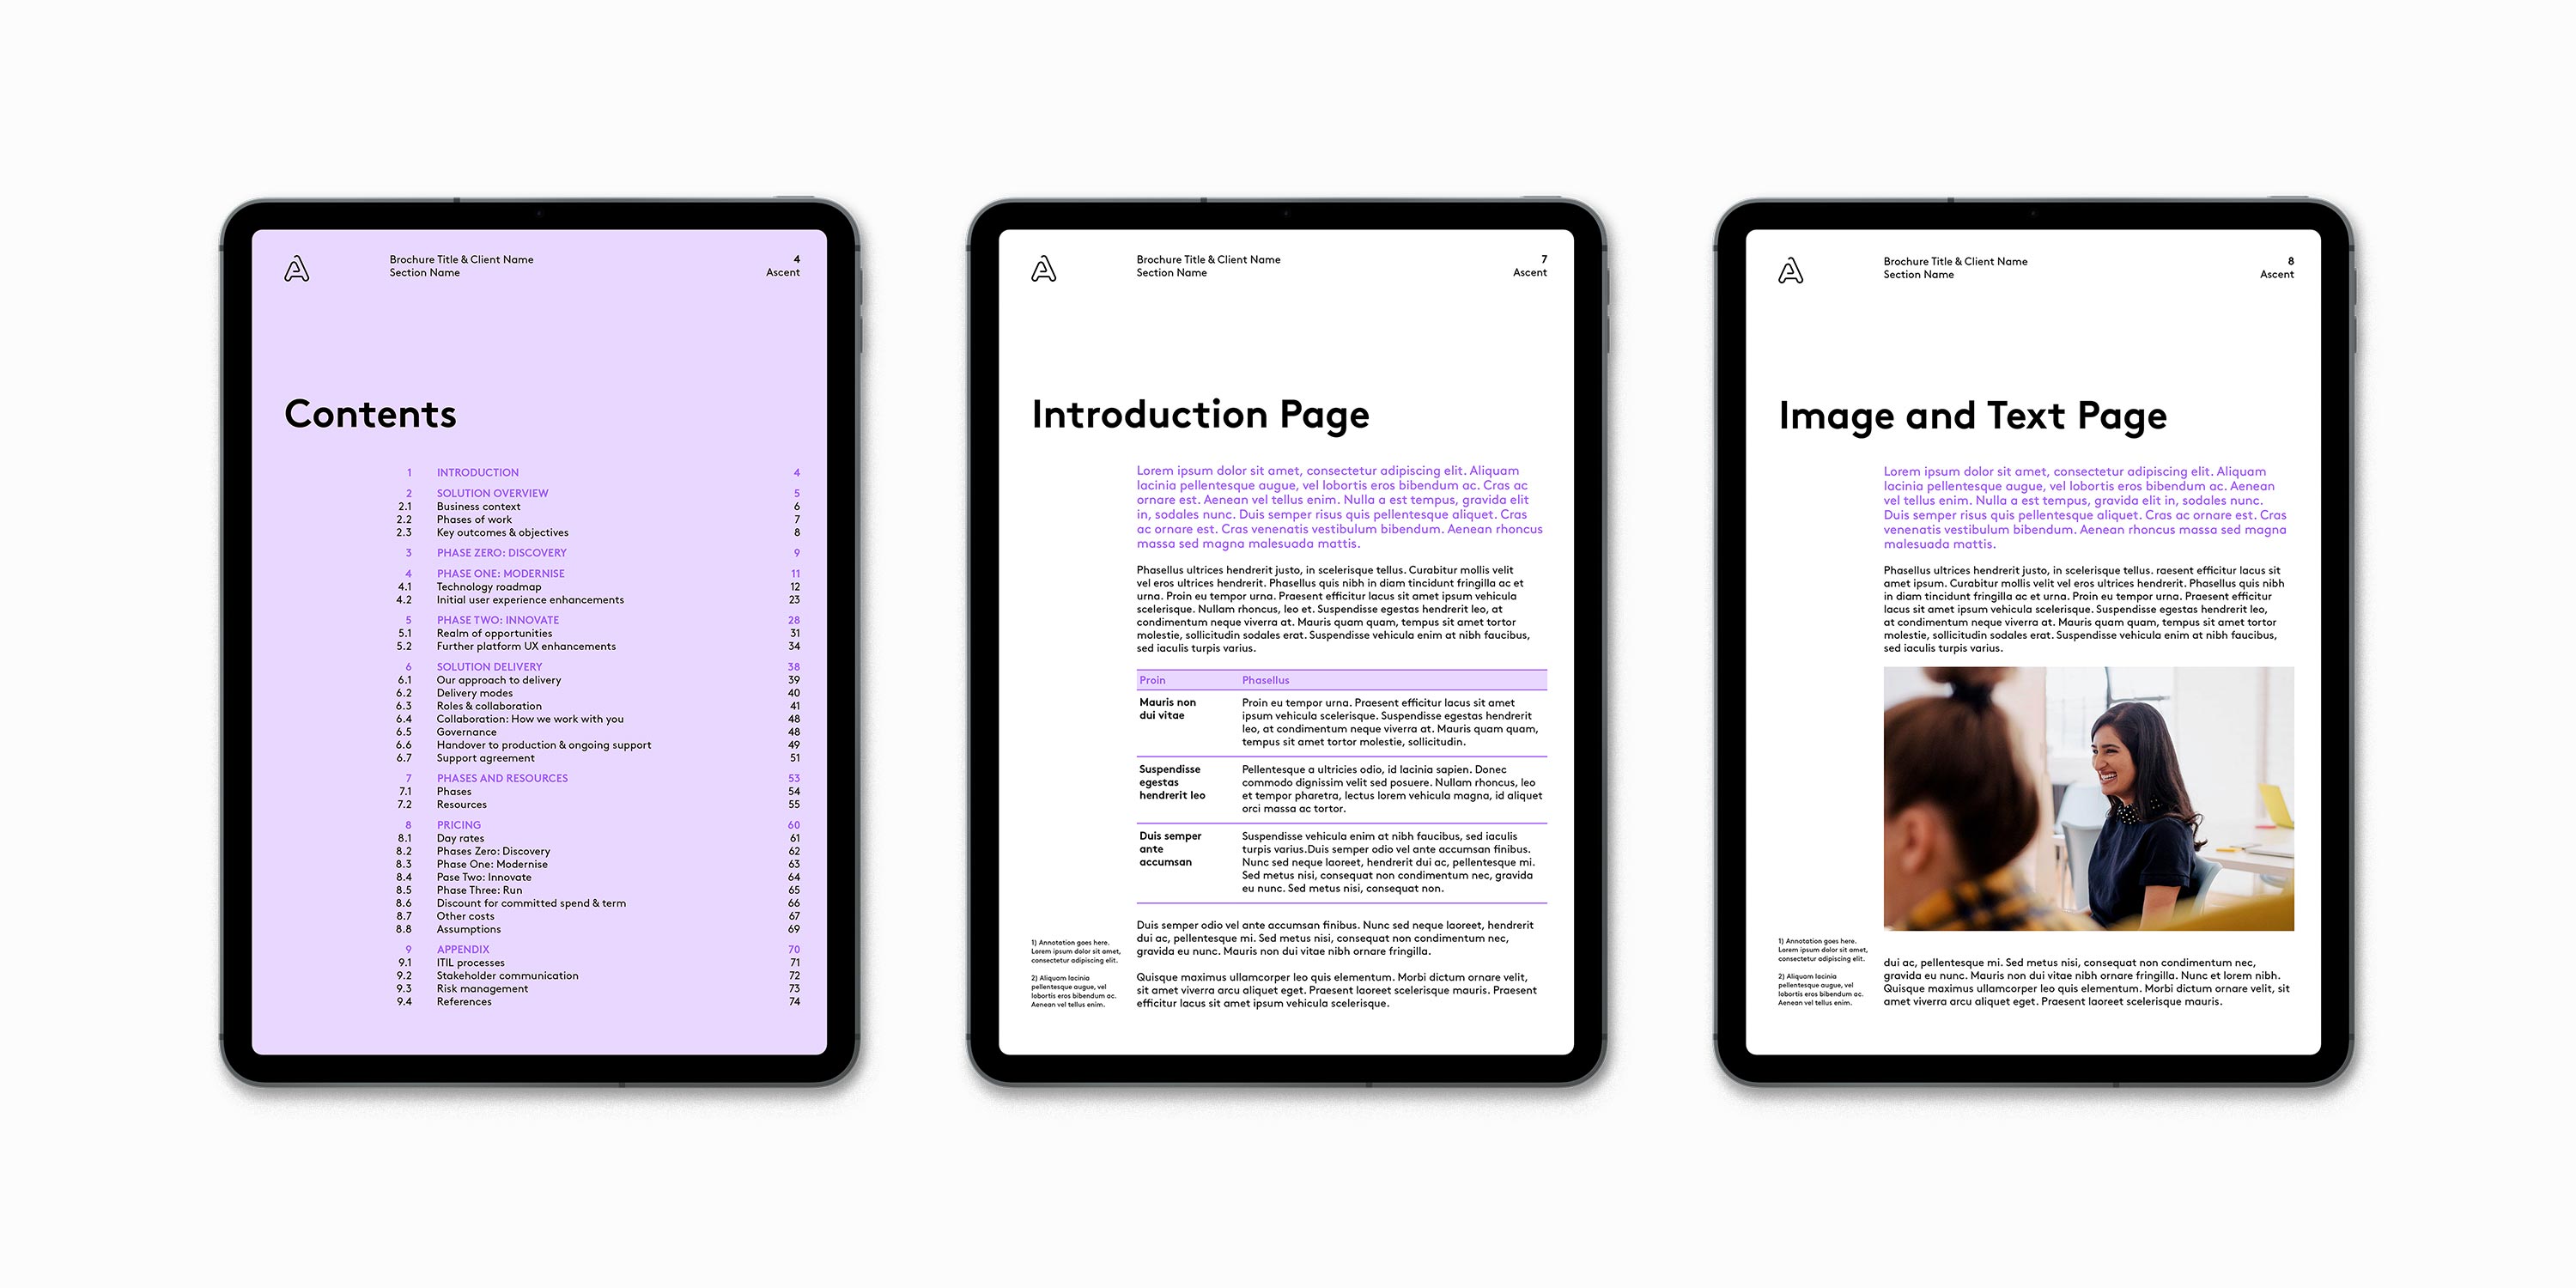 Brochure Title & Client Name
Section Name
4
Ascent
Contents
1 INTRODUCTION 4
2 SOLUTION OVERVIEW 5
2.1 Business context 6
2.2 Phases of work 7
2.3 Key outcomes & objectives 8
3 PHASE ZERO: DISCOVERY 9
4 PHASE ONE: MODERNISE 11
4.1 Technology roadmap 12
4.2 Initial user experience enhancements 23
5 PHASE TWO: INNOVATE 28
5.1 Realm of opportunities 31
5.2 Further platform UX enhancements 34
6 SOLUTION DELIVERY 38
6.1 Our approach to delivery 39
6.2 Delivery modes 40
6.3 Roles & collaboration 41
6.4 Collaboration: How we work with you 48
6.5 Governance 48
6.6 Handover to production & ongoing support 49
6.7 Support agreement 51
7 PHASES AND RESOURCES 53
7.1 Phases 54
7.2 Resources 55
8 PRICING 60
8.1 Day rates 61
8.2 Phases Zero: Discovery 62
8.3 Phase One: Modernise 63
8.4 Pase Two: Innovate 64
8.5 Phase Three: Run 65
8.6 Discount for committed spend & term 66
8.7 Other costs 67
8.8 Assumptions 69
9 APPENDIX 70
9.1 ITIL processes 71
9.2 Stakeholder communication 72
9.3 Risk management 73
9.4 References 74
Brochure Title & Client Name
Section Name
7
Ascent
Introduction Page
Lorem ipsum dolor sit amet, consectetur adipiscing elit. Aliquam
lacinia pellentesque augue, vel lobortis eros bibendum ac. Cras ac
ornare est. Aenean vel tellus enim. Nulla a est tempus, gravida elit
in, sodales nunc. Duis semper risus quis pellentesque aliquet. Cras
ac ornare est. Cras venenatis vestibulum bibendum. Aenean rhoncus
massa sed magna malesuada mattis.
Phasellus ultrices hendrerit justo, in scelerisque tellus. Curabitur mollis velit
vel eros ultrices hendrerit. Phasellus quis nibh in diam tincidunt fringilla ac et
urna. Proin eu tempor urna. Praesent efficitur lacus sit amet ipsum vehicula
scelerisque. Nullam rhoncus, leo et. Suspendisse egestas hendrerit leo, at
condimentum neque viverra at. Mauris quam quam, tempus sit amet tortor
molestie, sollicitudin sodales erat. Suspendisse vehicula enim at nibh faucibus,
sed iaculis turpis varius.
Proin Phasellus
Mauris non
dui vitae
Proin eu tempor urna. Praesent efficitur lacus sit amet
ipsum vehicula scelerisque. Suspendisse egestas hendrerit
leo, at condimentum neque viverra at. Mauris quam quam,
tempus sit amet tortor molestie, sollicitudin.
Suspendisse
egestas
hendrerit leo
Pellentesque a ultricies odio, id lacinia sapien. Donec
commodo dignissim velit sed posuere. Nullam rhoncus, leo
et tempor pharetra, lectus lorem vehicula magna, id aliquet
orci massa ac tortor.
Duis semper
ante
accumsan
Suspendisse vehicula enim at nibh faucibus, sed iaculis
turpis varius.Duis semper odio vel ante accumsan finibus.
Nunc sed neque laoreet, hendrerit dui ac, pellentesque mi.
Sed metus nisi, consequat non condimentum nec, gravida
eu nunc. Sed metus nisi, consequat non.
Duis semper odio vel ante accumsan finibus. Nunc sed neque laoreet, hendrerit
dui ac, pellentesque mi. Sed metus nisi, consequat non condimentum nec,
gravida eu nunc. Mauris non dui vitae nibh ornare fringilla.
Quisque maximus ullamcorper leo quis elementum. Morbi dictum ornare velit,
sit amet viverra arcu aliquet eget. Praesent laoreet scelerisque mauris. Praesent
efficitur lacus sit amet ipsum vehicula scelerisque.
1) Annotation goes here.
Lorem ipsum dolor sit amet,
consectetur adipiscing elit.
2) Aliquam lacinia
pellentesque augue, vel
lobortis eros bibendum ac.
Aenean vel tellus enim.
Brochure Title & Client Name
Section Name
8
Ascent
Image and Text Page
Lorem ipsum dolor sit amet, consectetur adipiscing elit. Aliquam
lacinia pellentesque augue, vel lobortis eros bibendum ac. Aenean
vel tellus enim. Nulla a est tempus, gravida elit in, sodales nunc.
Duis semper risus quis pellentesque aliquet. Cras ac ornare est. Cras
venenatis vestibulum bibendum. Aenean rhoncus massa sed magna
malesuada mattis.
Phasellus ultrices hendrerit justo, in scelerisque tellus. raesent efficitur lacus sit
amet ipsum. Curabitur mollis velit vel eros ultrices hendrerit. Phasellus quis nibh
in diam tincidunt fringilla ac et urna. Proin eu tempor urna. Praesent efficitur
lacus sit amet ipsum vehicula scelerisque. Suspendisse egestas hendrerit leo,
at condimentum neque viverra at. Mauris quam quam, tempus sit amet tortor
molestie, sollicitudin sodales erat. Suspendisse vehicula enim at nibh faucibus,
sed iaculis turpis varius.
1) Annotation goes here.
Lorem ipsum dolor sit amet,
consectetur adipiscing elit.
2) Aliquam lacinia
pellentesque augue, vel
lobortis eros bibendum ac.
Aenean vel tellus enim.
dui ac, pellentesque mi. Sed metus nisi, consequat non condimentum nec,
gravida eu nunc. Mauris non dui vitae nibh ornare fringilla. Nunc et lorem nibh.
Quisque maximus ullamcorper leo quis elementum. Morbi dictum ornare velit, sit
amet viverra arcu aliquet eget. Praesent laoreet scelerisque mauris.